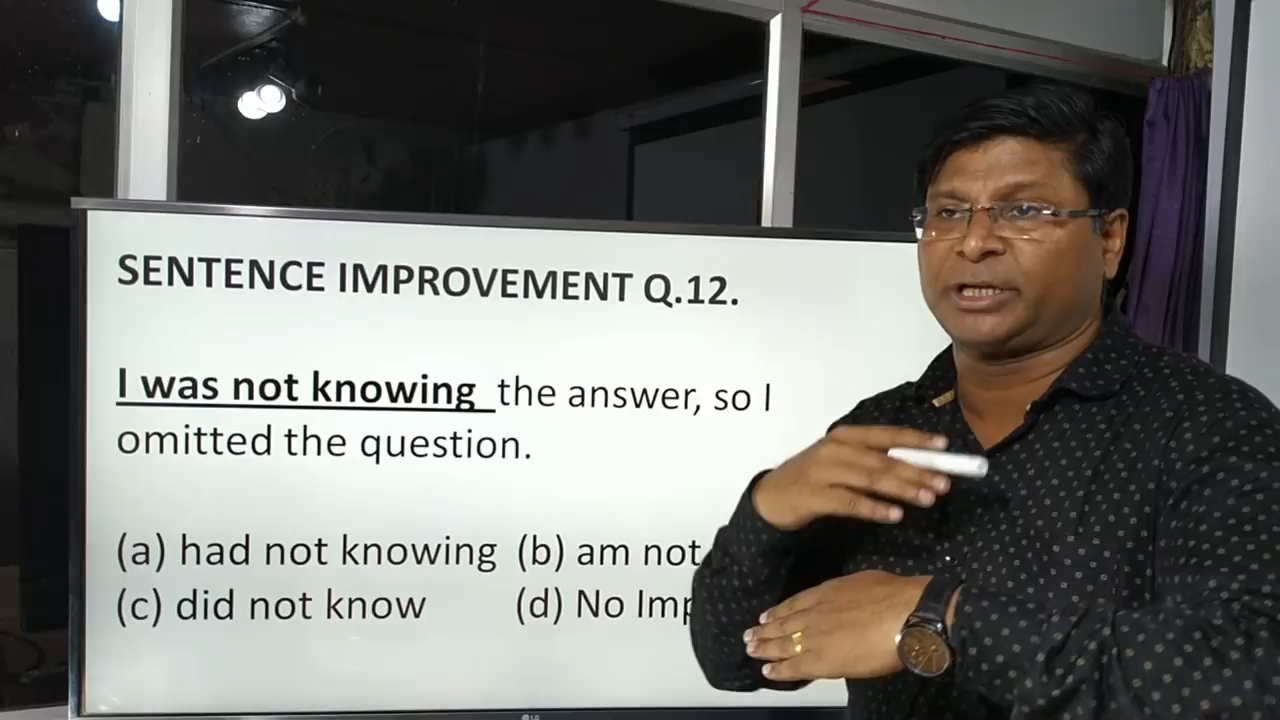 SENTENCE IMPROVEMENT Q.12.
I was not knowing the answer, so I
omitted the question.
(a) had not knowing (b) am not
(c) did not know (d) No
LG